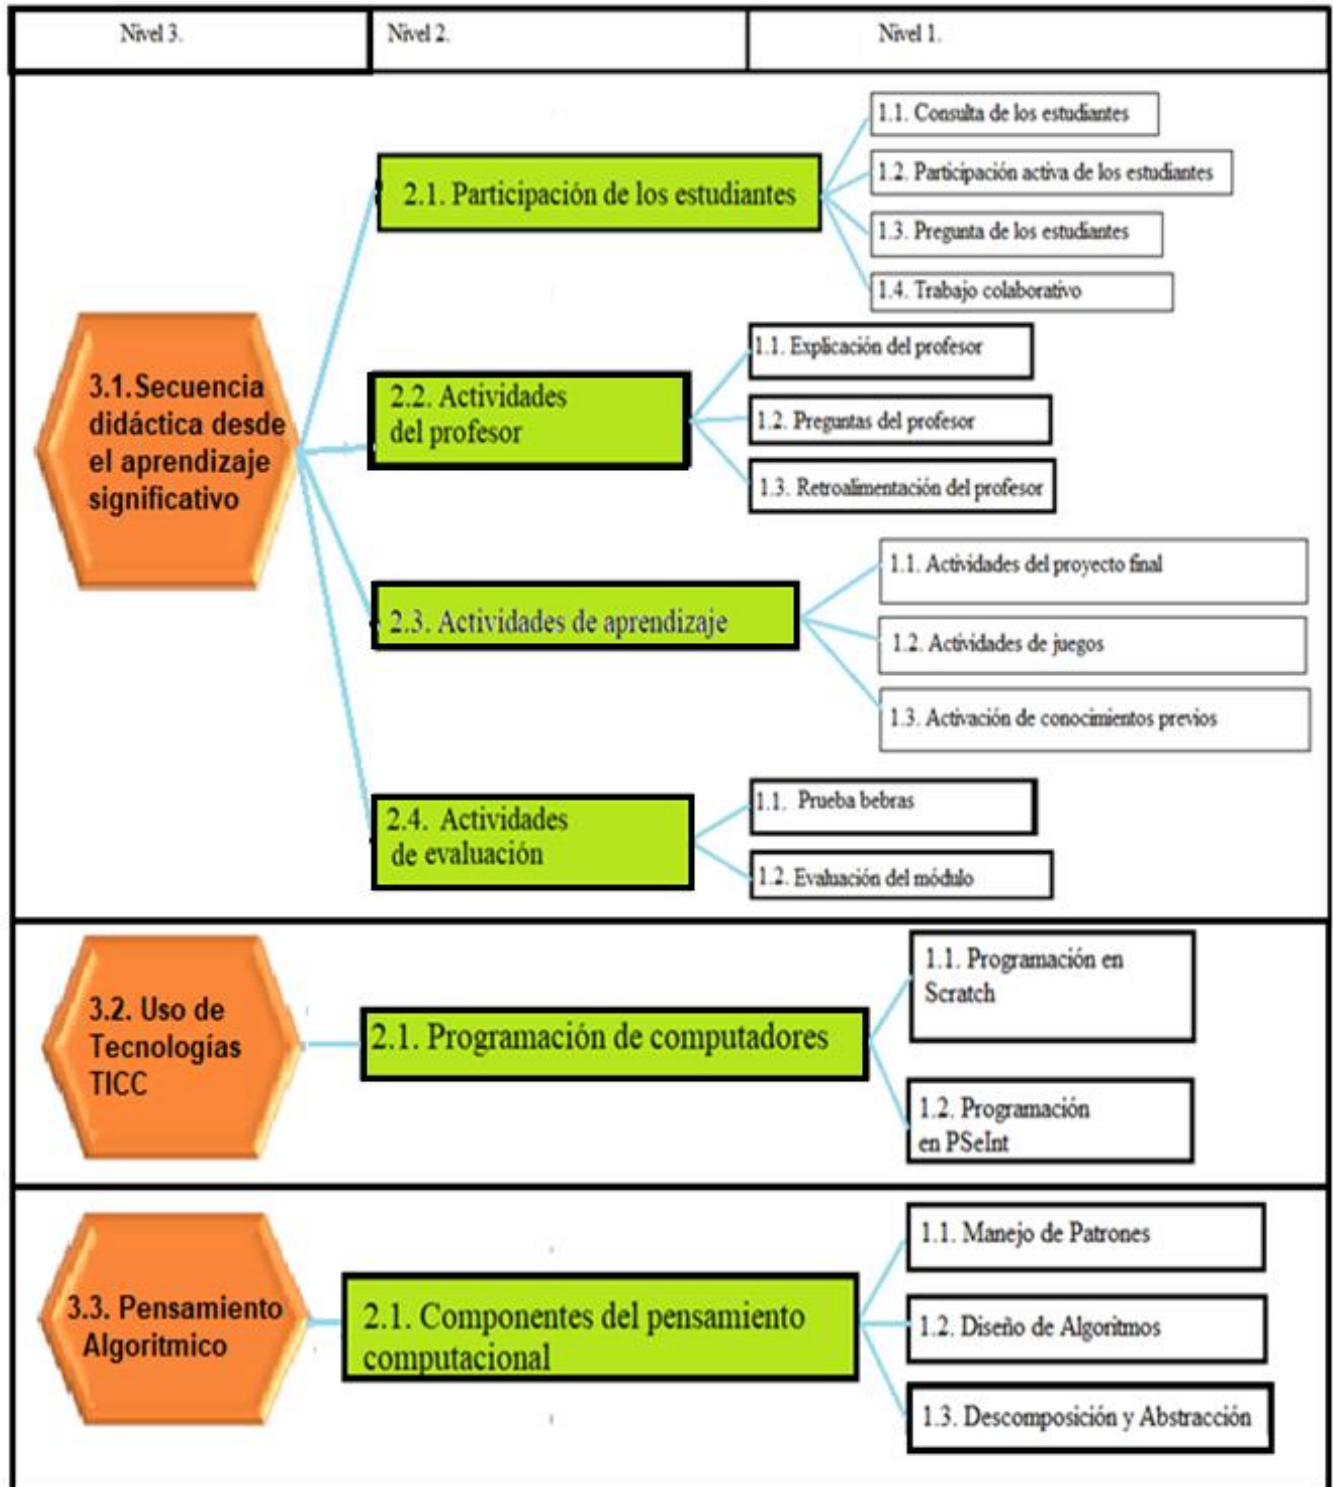 Nivel 3.
Nivel 2.
Nivel 1.
3.1.Secuencia
didáctica desde
el aprendizaje
significativo
2.1. Participación de los estudiantes
1.1. Consulta de los estudiantes
1.2. Participación activa de los estudiantes
1.3. Pregunta de los estudiantes
1.4. Trabajo colaborativo
2.2. Actividades
del profesor
1.1. Explicación del profesor
1.2. Preguntas del profesor
1.3. Retroalimentación del profesor
2.3. Actividades de aprendizaje
1.1. Actividades del proyecto final
1.2. Actividades de juegos
1.3. Activación de conocimientos previos
2.4. Actividades
de evaluación
1.1. Prueba bebras
1.2. Evaluación del módulo
3.2. Uso de
Tecnologías
TICC
2.1. Programación de computadores
1.1. Programación en
Scratch
1.2. Programación
en PSeInt
3.3. Pensamiento
Algoritmico
2.1. Componentes del pensamiento
computacional
1.1. Manejo de Patrones
1.2. Diseño de Algoritmos
1.3. Descomposición y Abstracción